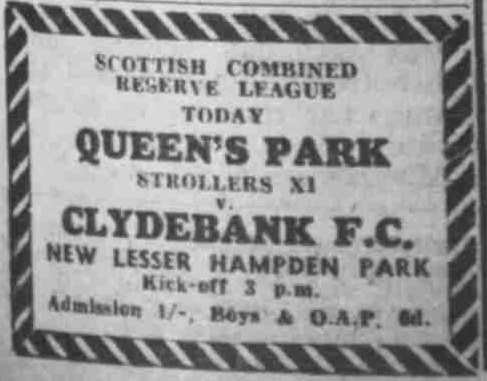 SCOTTISH COMBINED
RESERVE LEAGUE
TODAY
QUEEN'S PARK
STROLLERS XI
v.
CLYDEBANK F.C.
NEW LESSER HAMPDEN PARK
Kick-off 3 p.m.
Admission 1/-, Boys & O.A.P. 6d.